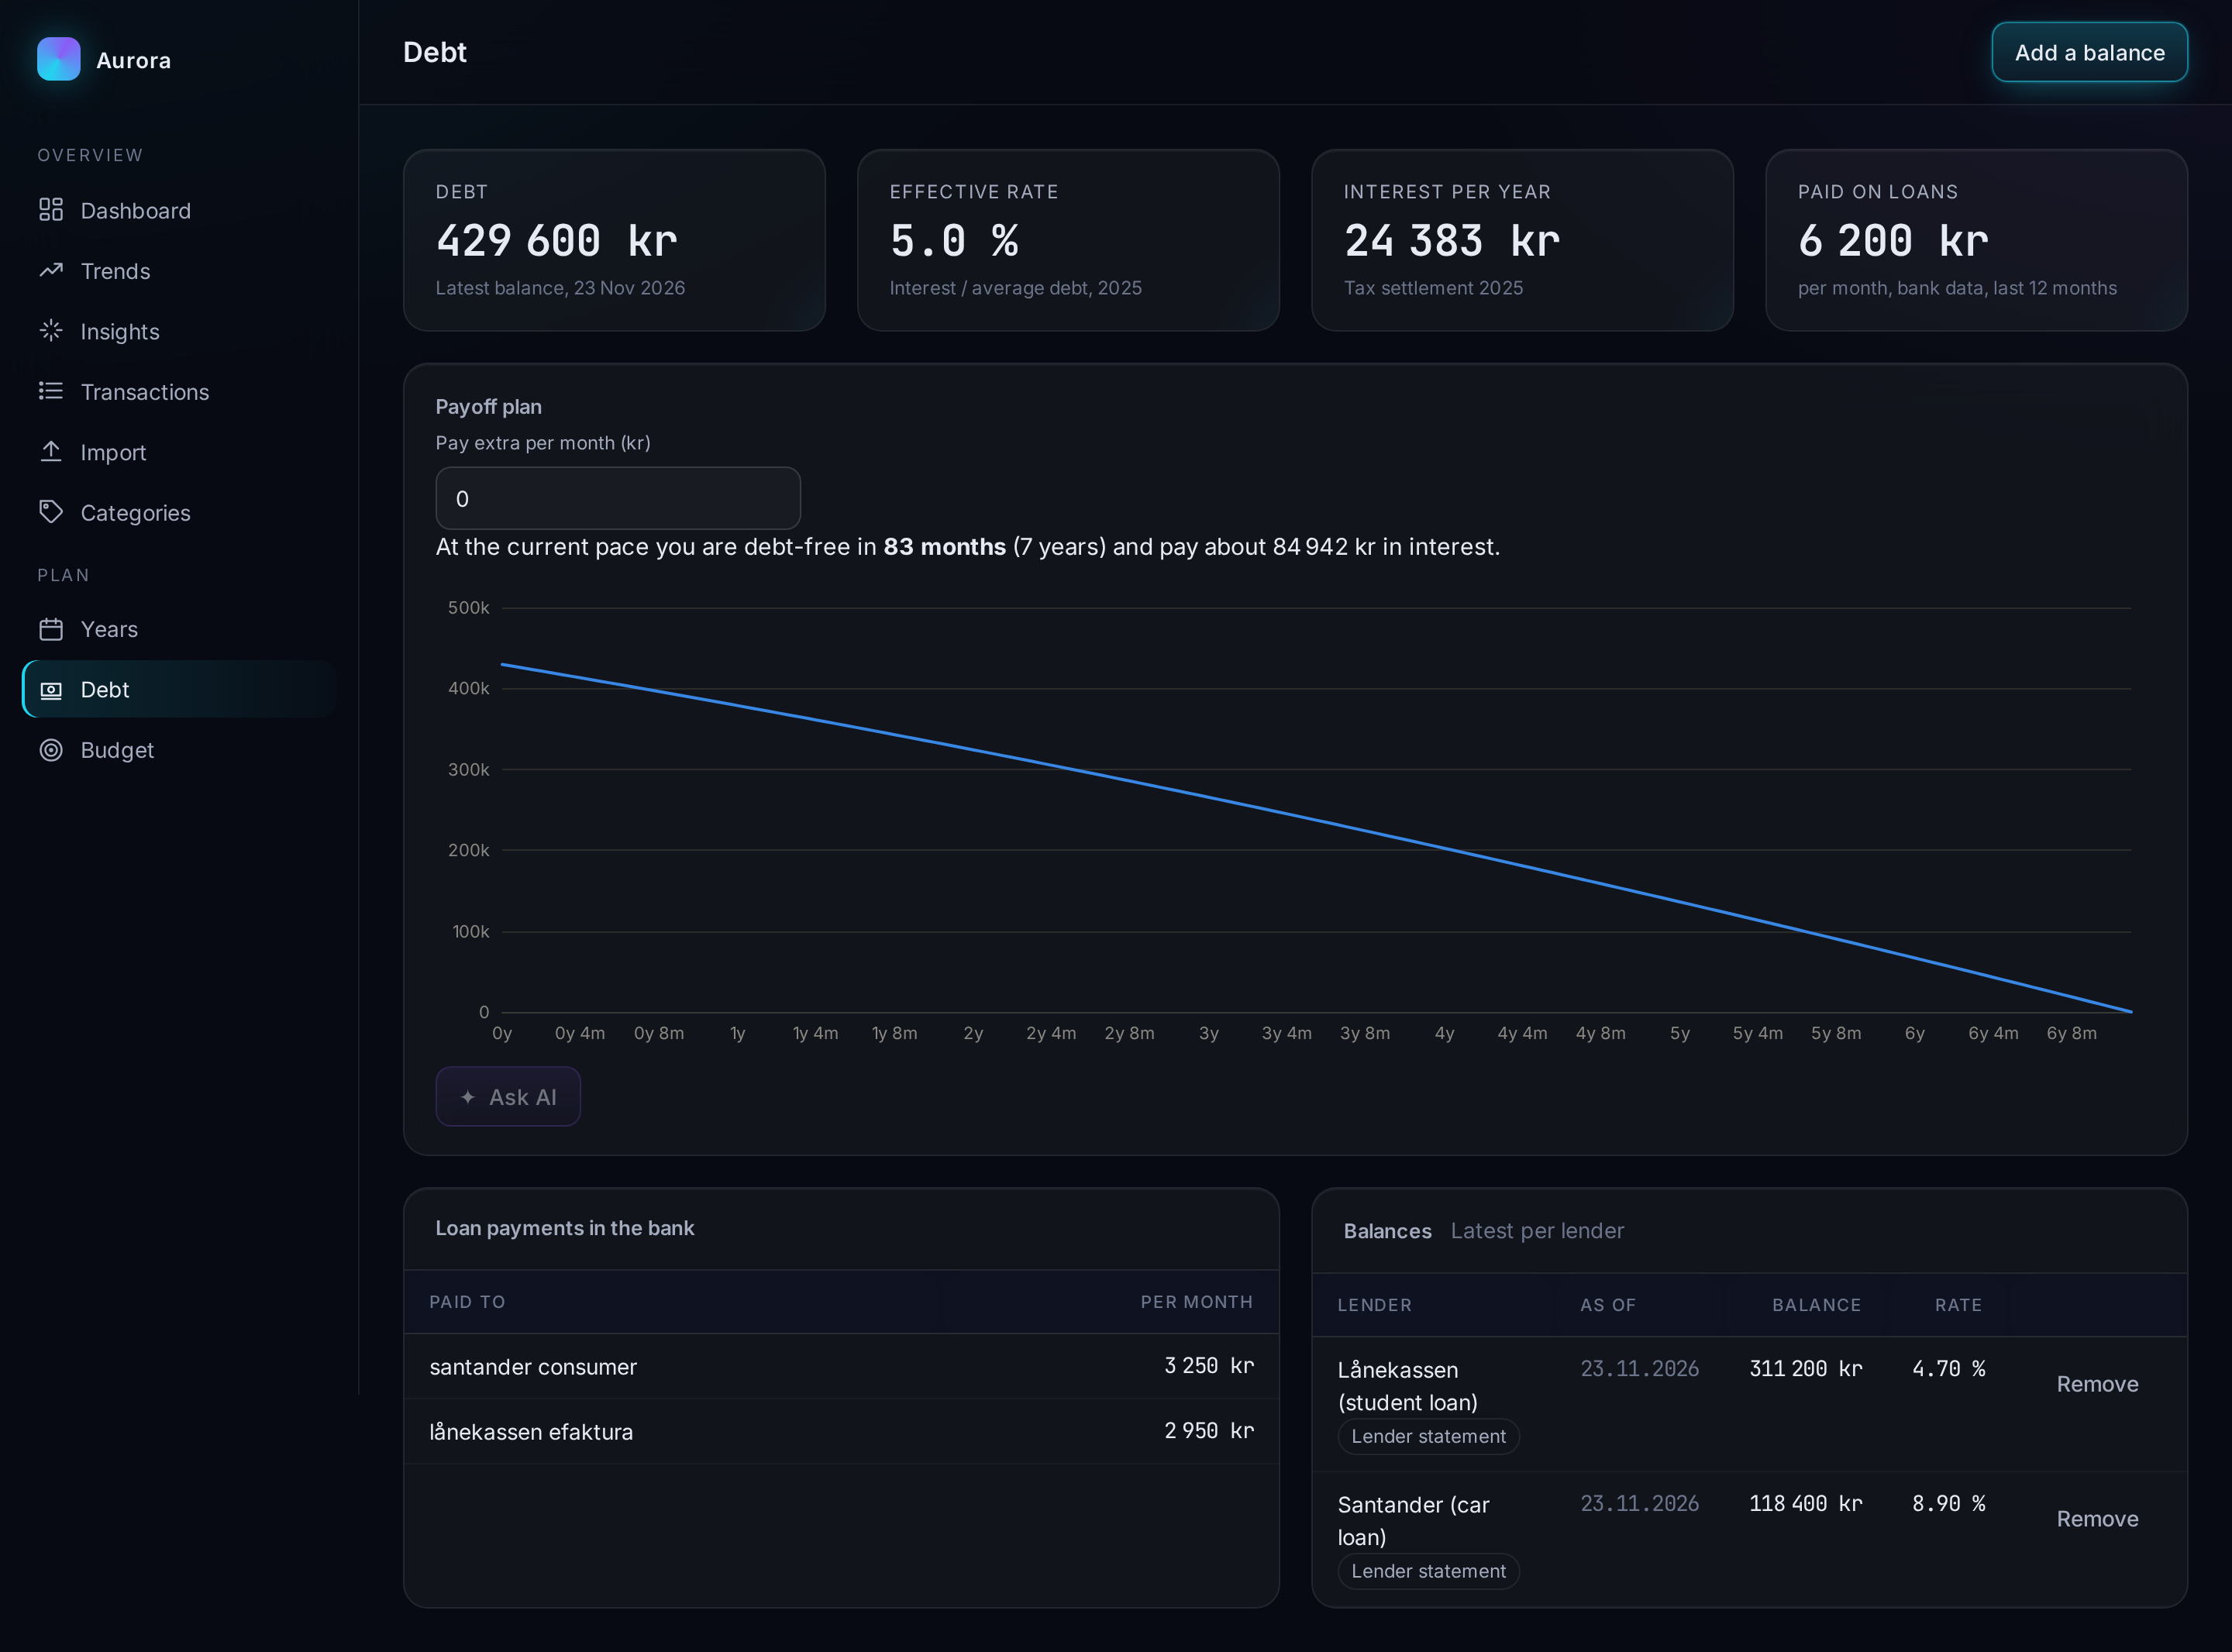 Aurora
OVERVIEW
Dashboard
Trends
Insights
Transactions
Import
Categories
PLAN
Years
Debt
Budget
Debt
Add a balance
DEBT
429 600 kr
Latest balance, 23 Nov 2026
EFFECTIVE RATE
5.0 %
Interest / average debt, 2025
INTEREST PER YEAR
24 383 kr
Tax settlement 2025
PAID ON LOANS
6 200 kr
per month, bank data, last 12 months
Payoff plan
Pay extra per month (kr)
0
At the current pace you are debt-free in 83 months (7 years) and pay about 84 942 kr in interest.
500k
400k
300k
200k
100k
0
0y 0y 4m 0y 8m 1y 1y 4m 1y 8m 2y 2y 4m 2y 8m 3y 3y 4m 3y 8m 4y 4y 4m 4y 8m 5y 5y 4m 5y 8m 6y 6y 4m 6y 8m
✦ Ask AI
Loan payments in the bank
PAID TO PER MONTH
santander consumer 3 250 kr
lånekassen efaktura 2 950 kr
Balances Latest per lender
LENDER AS OF BALANCE RATE
Lånekassen 23.11.2026 311 200 kr 4.70 % Remove
(student loan)
Lender statement
Santander (car 23.11.2026 118 400 kr 8.90 % Remove
loan)
Lender statement